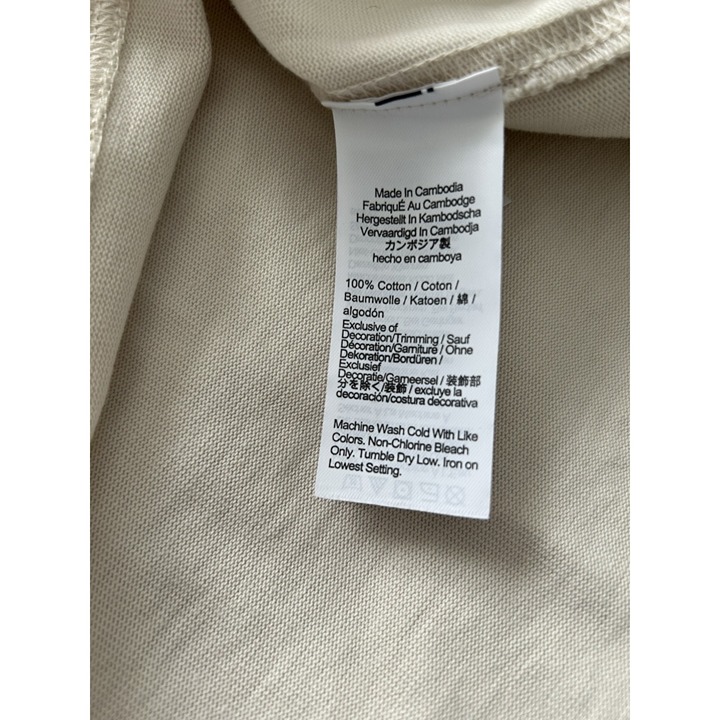 Made In Cambodia
FabriquÉ Au Cambodge
Hergestellt In Kambodscha
Vervaardigd In Cambodja
カンボジア製
hecho en camboya
100% Cotton / Coton /
Baumwolle / Katoen / 綿 /
algodón
Exclusive of
Decoration/Trimming / Sauf
Décoration/Garniture / Ohne
Dekoration/Bordüren /
Exclusief
Decoratie/Garneersel / 装飾部
分を除く/装飾 / excluye la
decoración/costura decorativa
Machine Wash Cold With Like
Colors. Non-Chlorine Bleach
Only. Tumble Dry Low. Iron on
Lowest Setting.